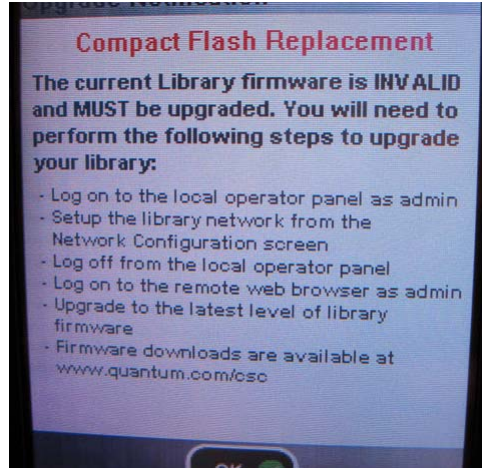 Upgrade Notification
Compact Flash Replacement
The current Library firmware is INVALID
and MUST be upgraded. You will need to
perform the following steps to upgrade
your library:
- Log on to the local operator panel as admin
- Setup the library network from the
Network Configuration screen
- Log off from the local operator panel
- Log on to the remote web browser as admin
- Upgrade to the latest level of library
firmware
- Firmware downloads are available at
www.quantum.com/csc
OK